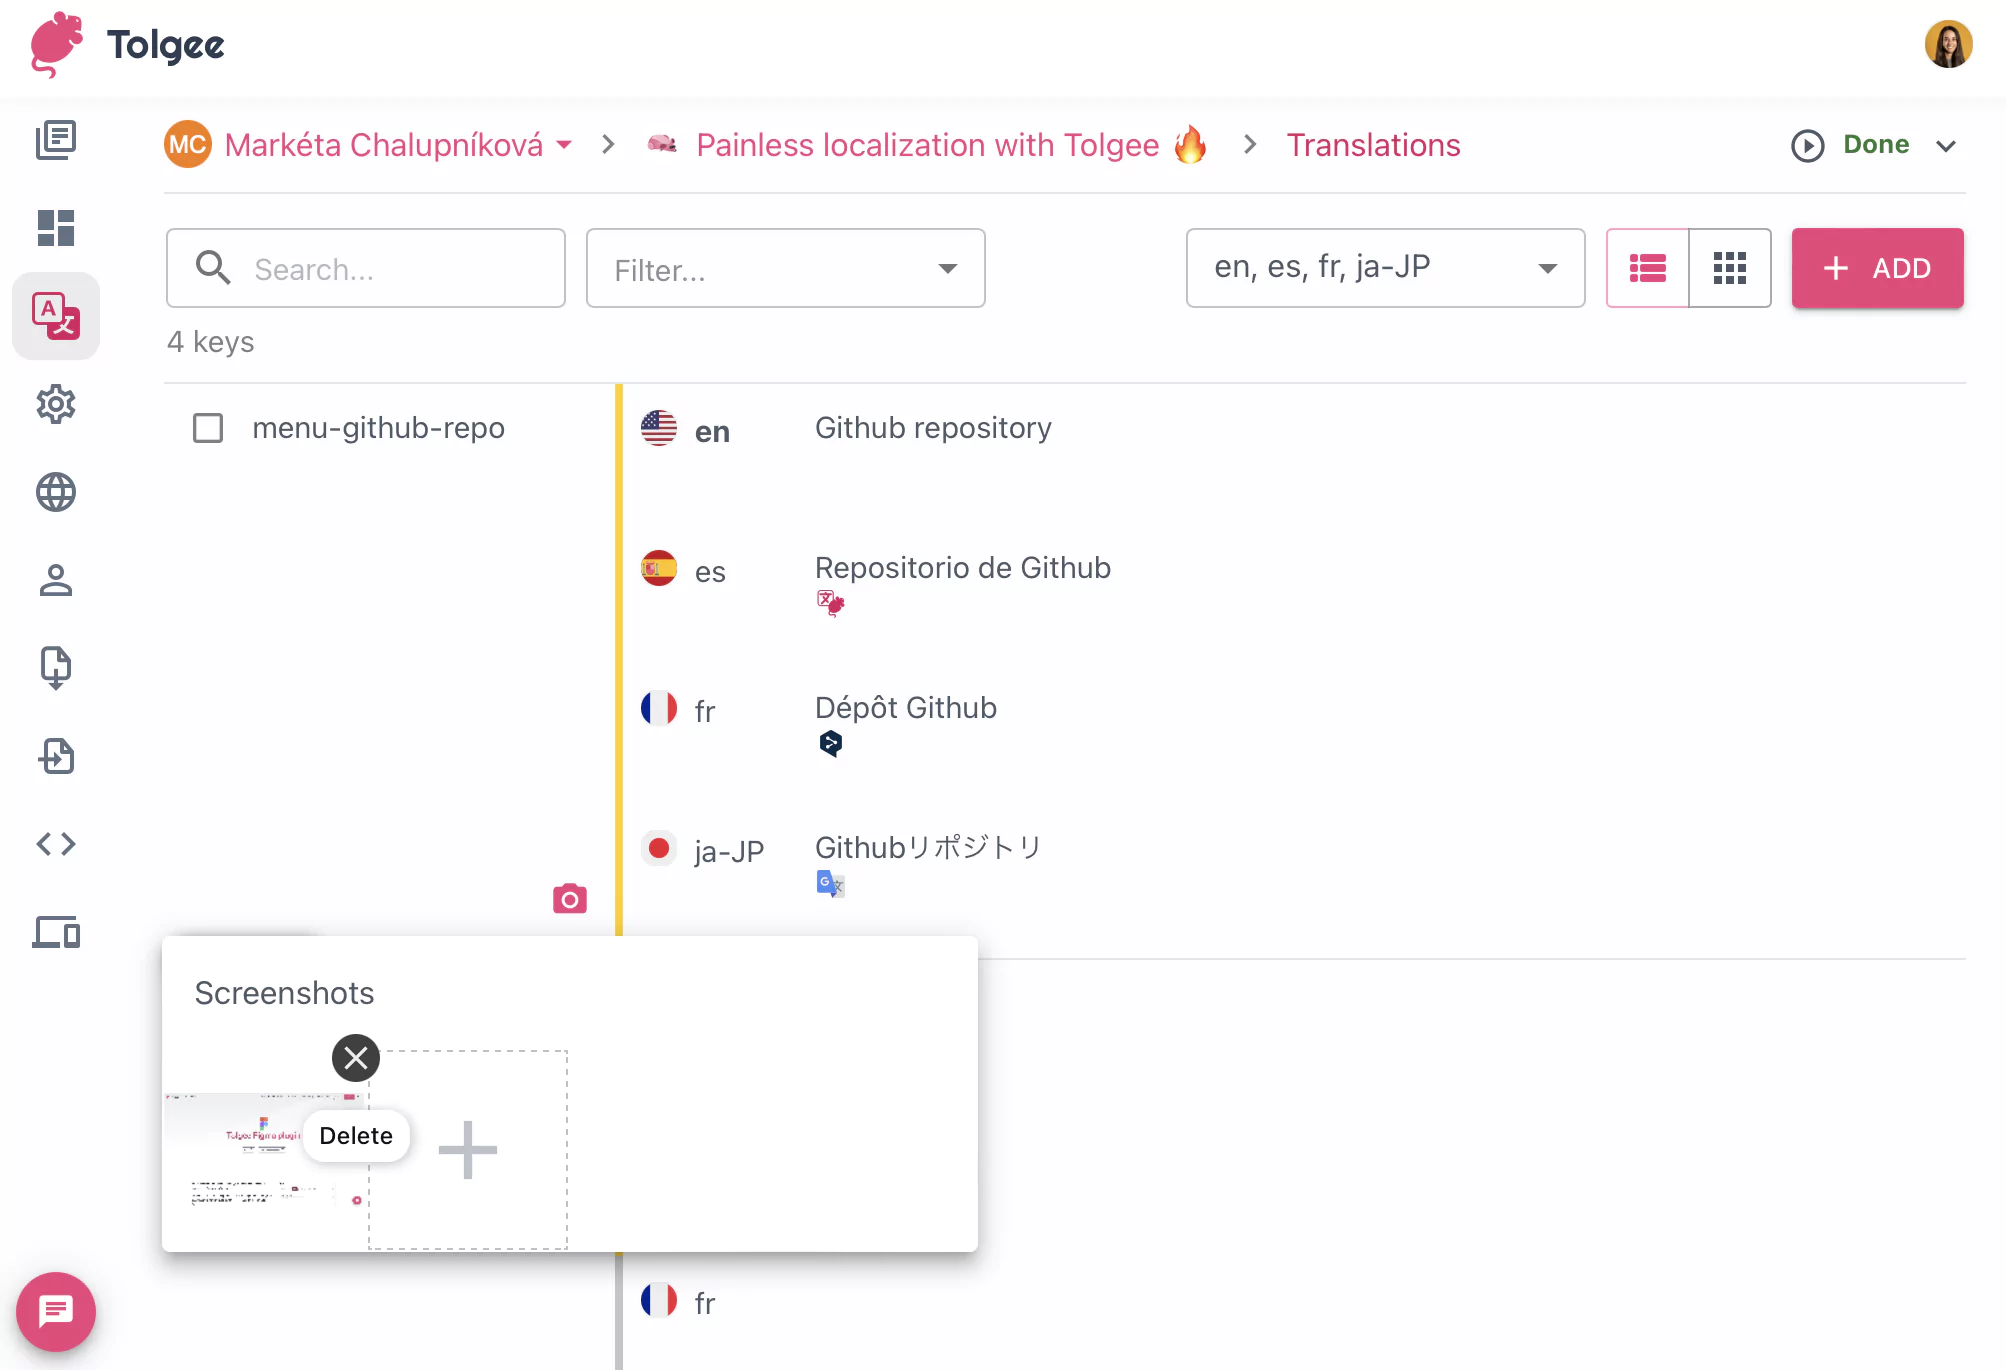 Tolgee
MC Markéta Chalupníková
Painless localization with Tolgee
Translations
Done
Search...
Filter...
en, es, fr, ja-JP
ADD
4 keys
menu-github-repo
en Github repository
es Repositorio de Github
fr Dépôt Github
ja-JP Githubリポジトリ
Screenshots
Tolgee Figma plugin
Delete
fr